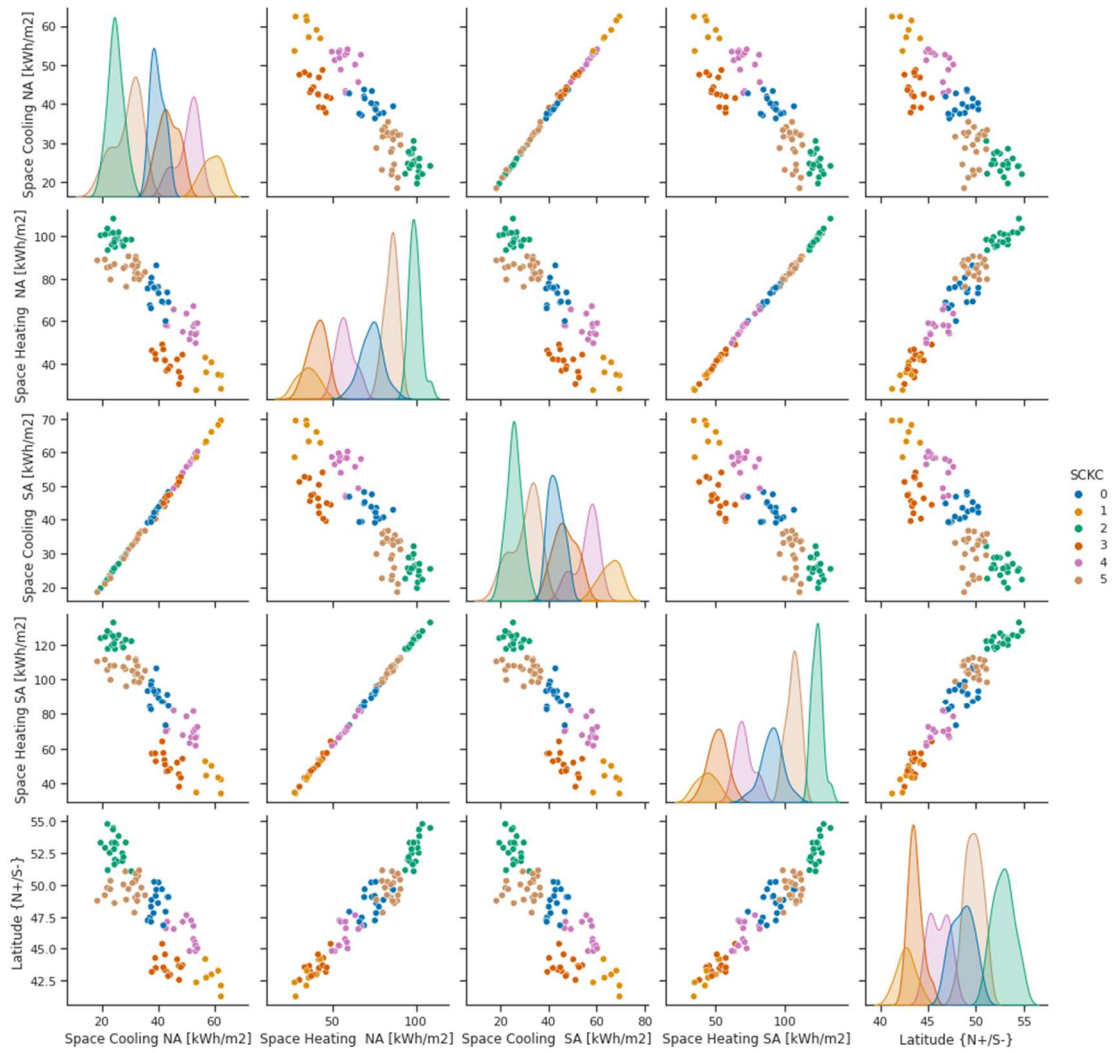 Space Cooling NA [kWh/m2]
60
50
40
30
20
Space Heating  NA [kWh/m2]
100
80
60
40
Space Cooling  SA [kWh/m2]
70
60
50
40
30
20
SCKC
0
1
2
3
4
5
Space Heating SA [kWh/m2]
120
100
80
60
40
Latitude {N+/S-}
55.0
52.5
50.0
47.5
45.0
42.5
20 40 60
50 100
20 40 60 80
50 100
40 45 50 55
Space Cooling NA [kWh/m2]
Space Heating  NA [kWh/m2]
Space Cooling  SA [kWh/m2]
Space Heating SA [kWh/m2]
Latitude {N+/S-}